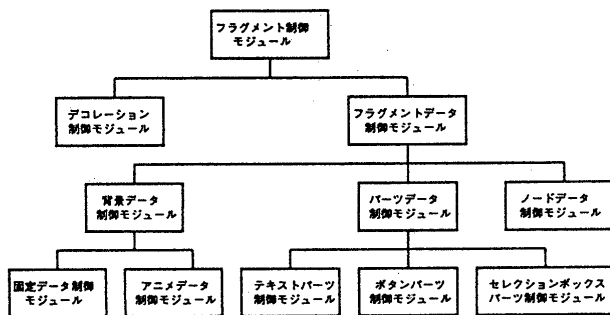 フラグメント制御
モジュール
デコレーション
制御モジュール
フラグメントデータ
制御モジュール
背景データ
制御モジュール
パーツデータ
制御モジュール
ノードデータ
制御モジュール
固定データ制御
モジュール
アニメデータ
制御モジュール
テキストパーツ
制御モジュール
ボタンパーツ
制御モジュール
セレクションボックス
パーツ制御モジュール